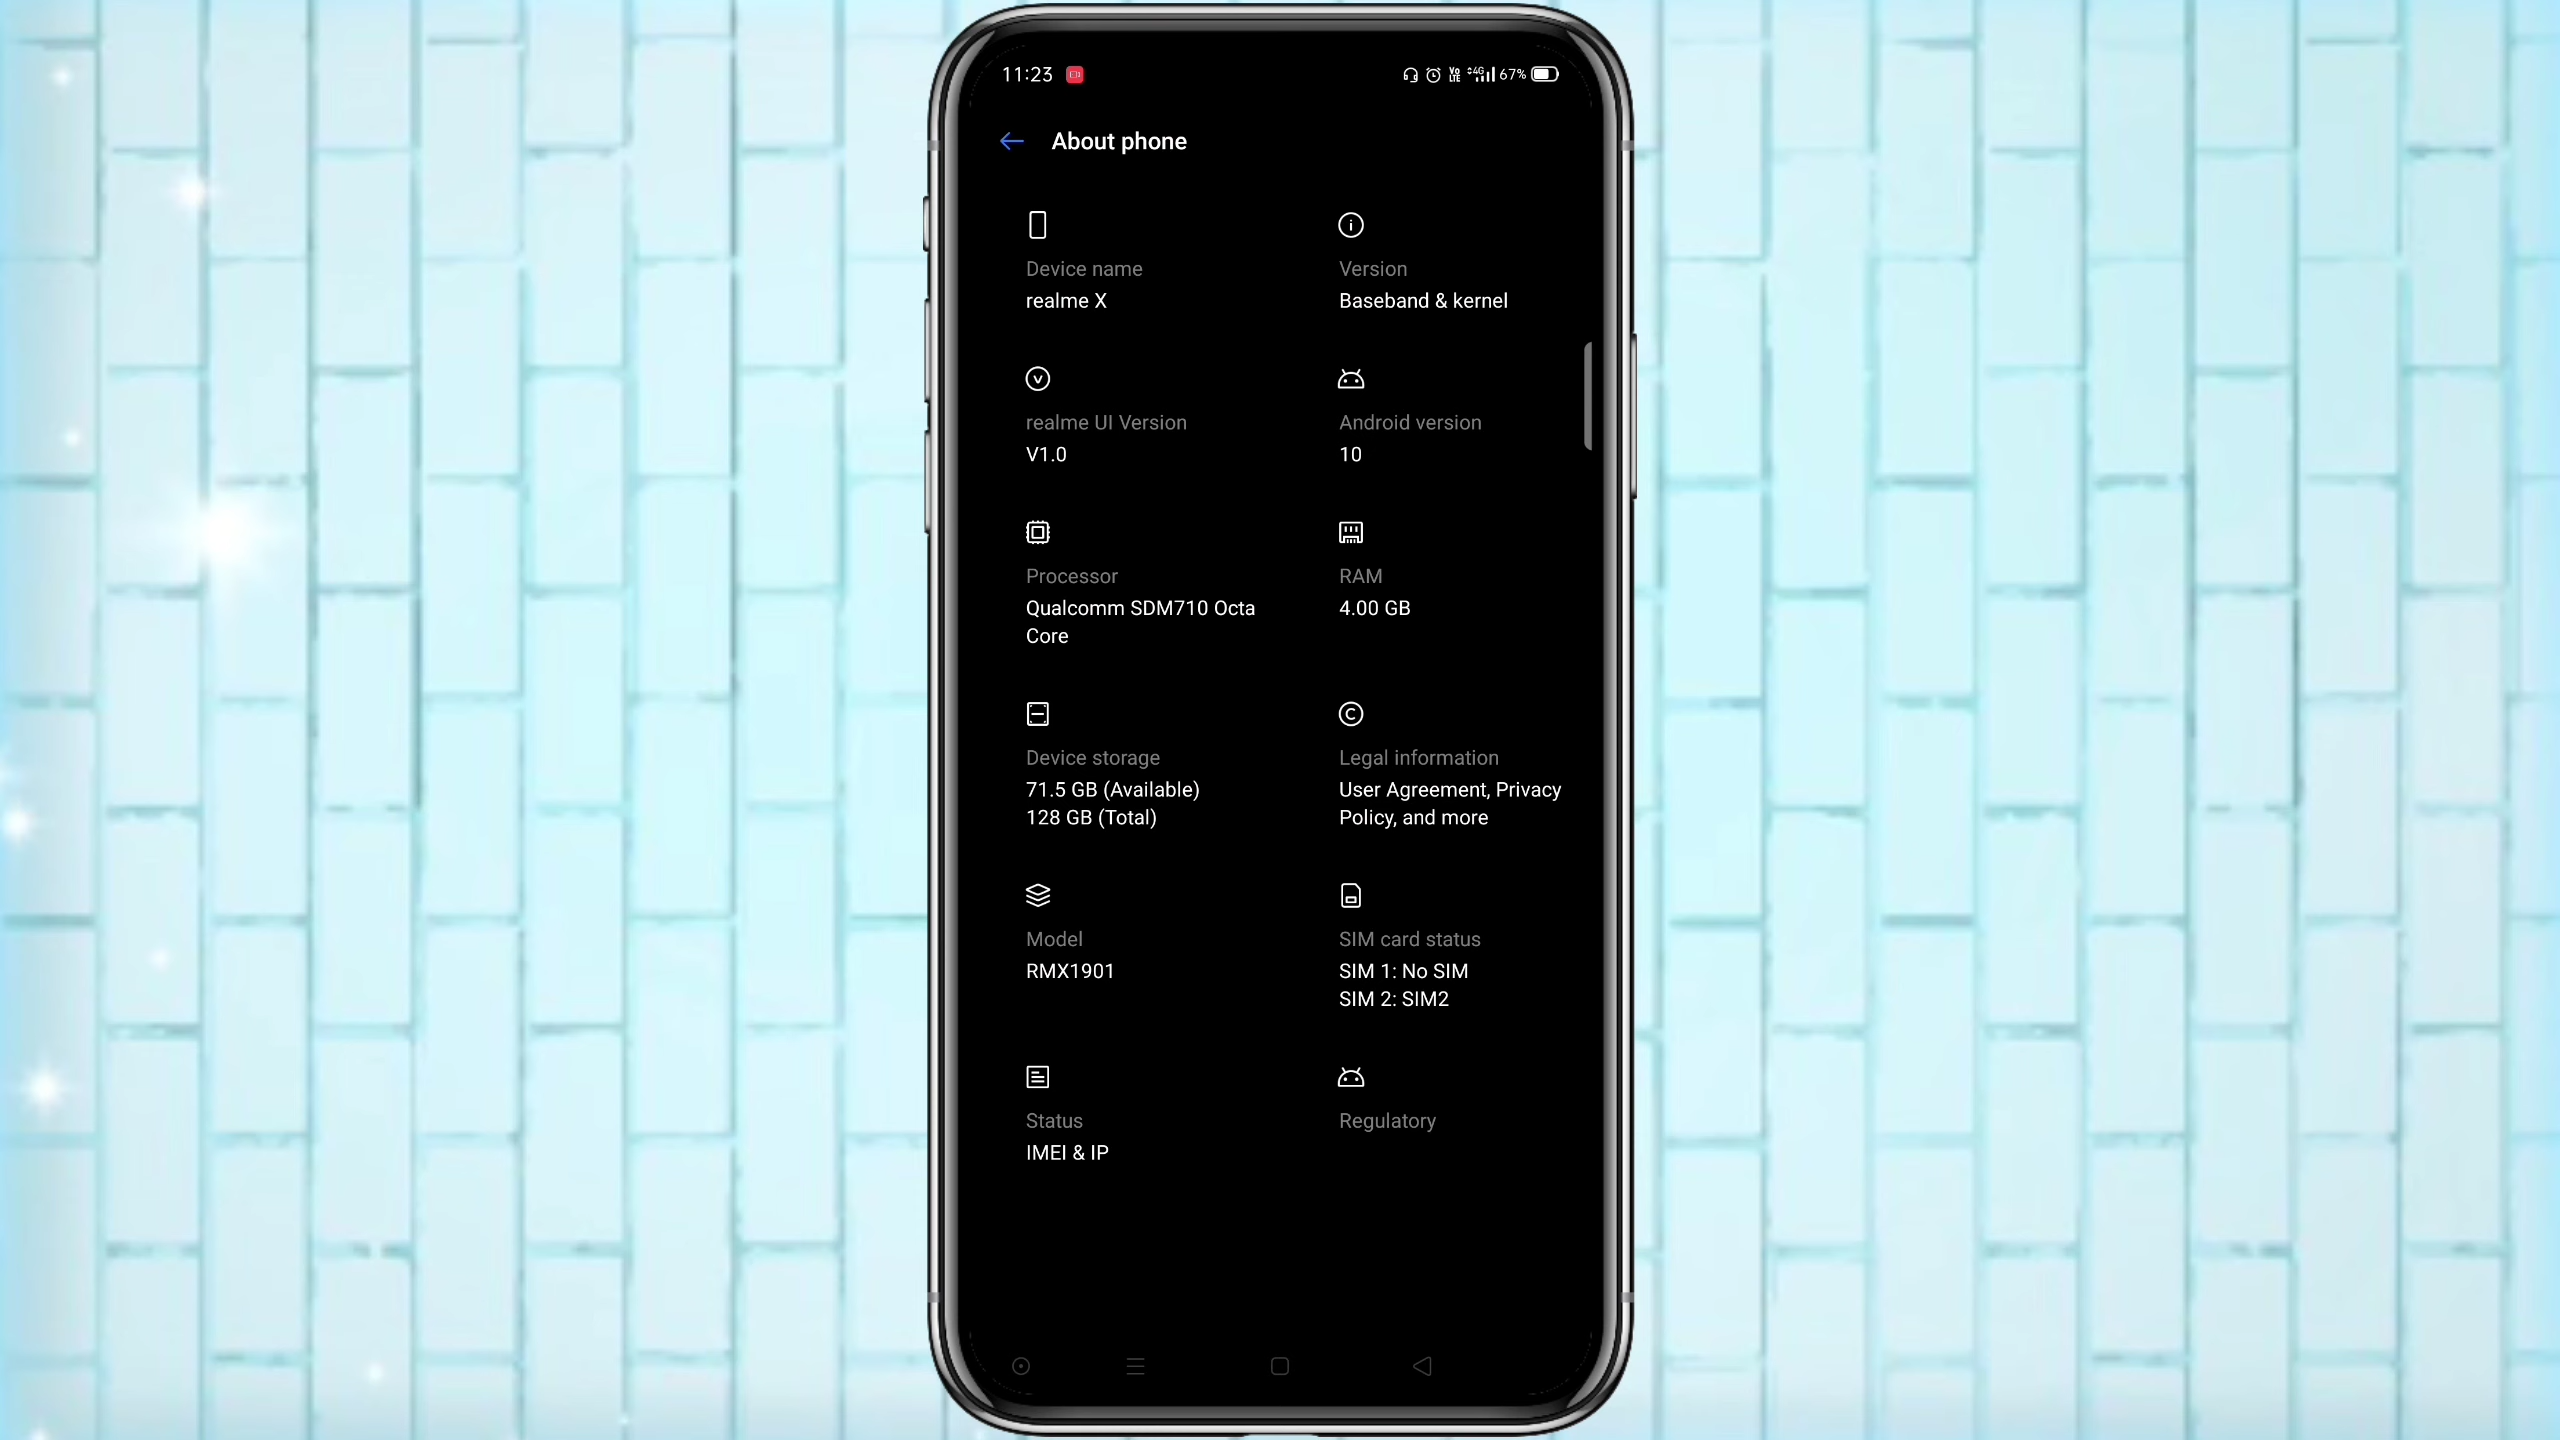 11:23
Vo LTE 4G 67%
About phone
Device name
realme X
Version
Baseband & kernel
realme UI Version
V1.0
Android version
10
Processor
Qualcomm SDM710 Octa
Core
RAM
4.00 GB
Device storage
71.5 GB (Available)
128 GB (Total)
Legal information
User Agreement, Privacy
Policy, and more
Model
RMX1901
SIM card status
SIM 1: No SIM
SIM 2: SIM2
Status
IMEI & IP
Regulatory